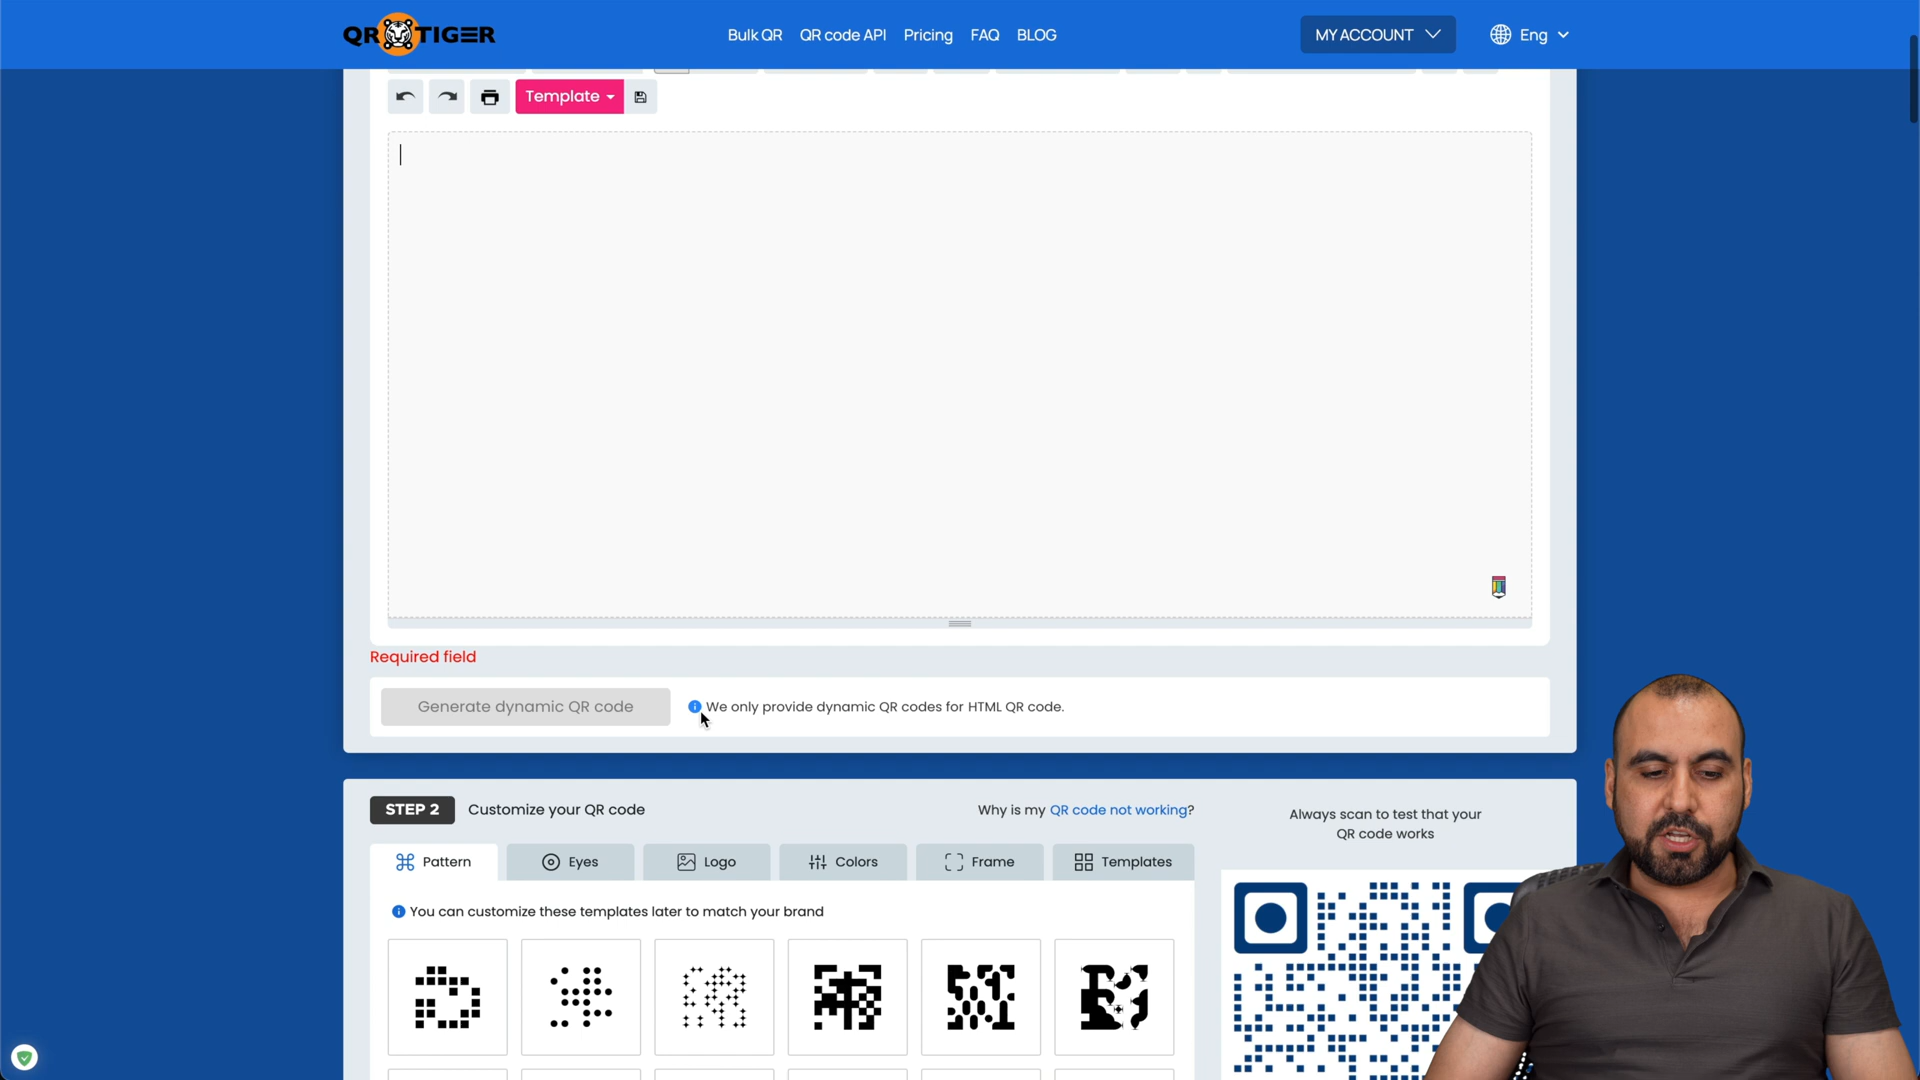 QR TIGER
Bulk QR QR code API Pricing FAQ BLOG
MY ACCOUNT
Eng
Template
Required field
Generate dynamic QR code
We only provide dynamic QR codes for HTML QR code.
STEP 2 Customize your QR code
Why is my QR code not working?
Always scan to test that your
QR code works
Pattern Eyes Logo Colors Frame Templates
You can customize these templates later to match your brand